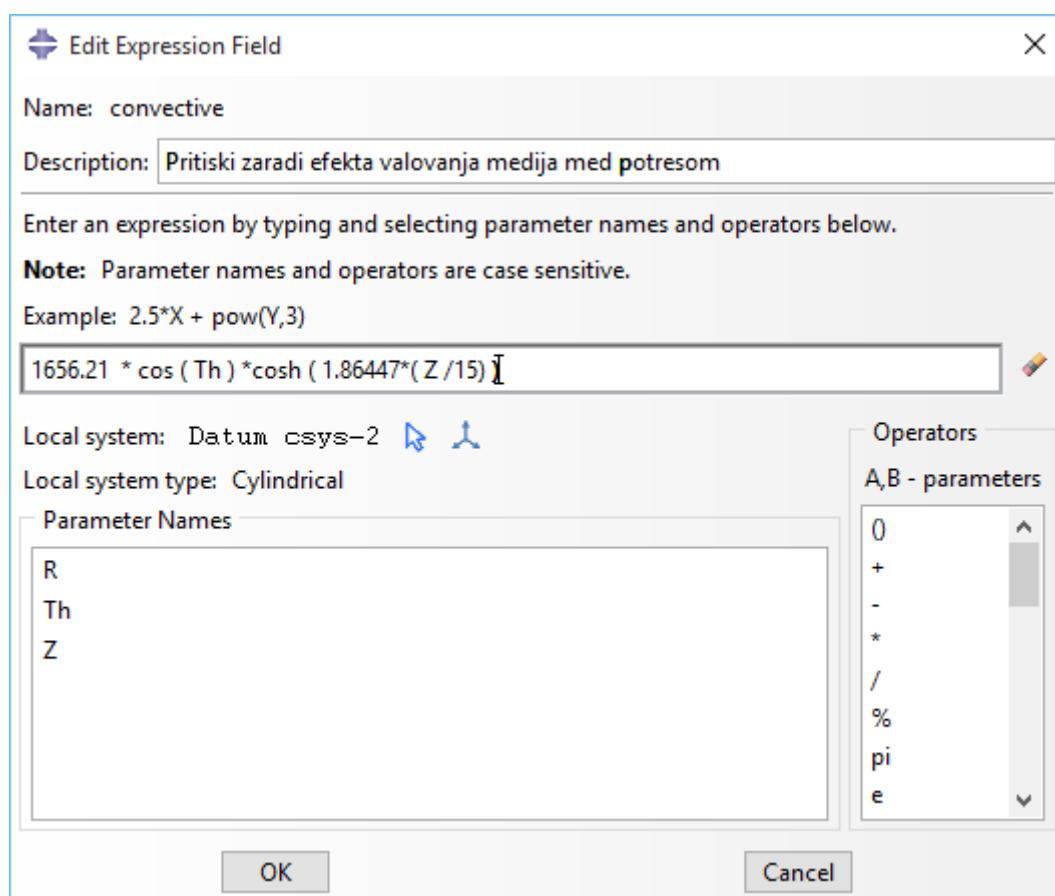 Edit Expression Field
Name: convective
Description: Pritiski zaradi efekta valovanja medija med potresom
Enter an expression by typing and selecting parameter names and operators below.
Note: Parameter names and operators are case sensitive.
Example: 2.5*X + pow(Y,3)
1656.21 * cos ( Th ) *cosh ( 1.86447*( Z /15) )
Local system: Datum csys-2
Local system type: Cylindrical
Parameter Names
R
Th
Z
Operators
A,B - parameters
()
+
-
*
/
%
pi
e
OK
Cancel